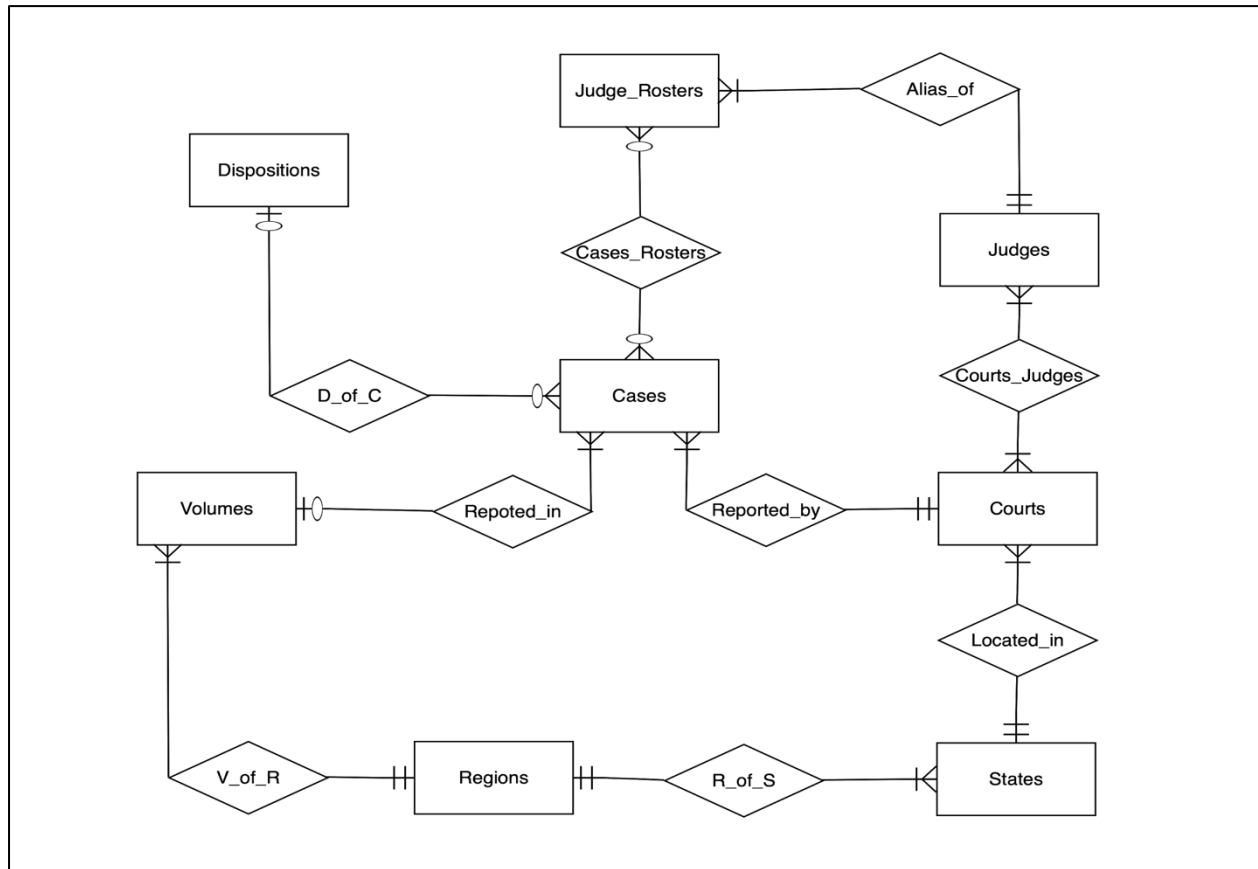 Judge_Rosters
Alias_of
Dispositions
Cases_Rosters
Judges
D_of_C
Cases
Courts_Judges
Volumes
Repoted_in
Reported_by
Courts
Located_in
V_of_R
Regions
R_of_S
States